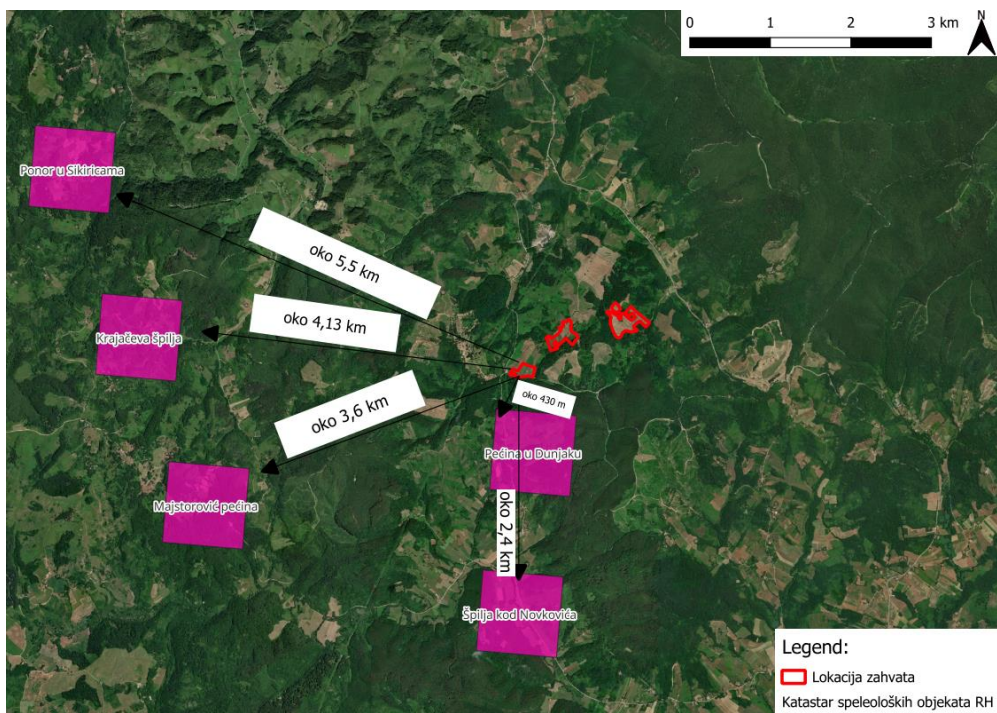 0 1 2 3 km
N
Ponor u Sikiricama
oko 5,5 km
oko 4,13 km
Krajačeva špilja
oko 3,6 km
oko 430 m
Pećina u Dunjaku
Majstorović pećina
oko 2,4 km
Špilja kod Novkovića
Legend:
Lokacija zahvata
Katastar speleoloških objekata RH